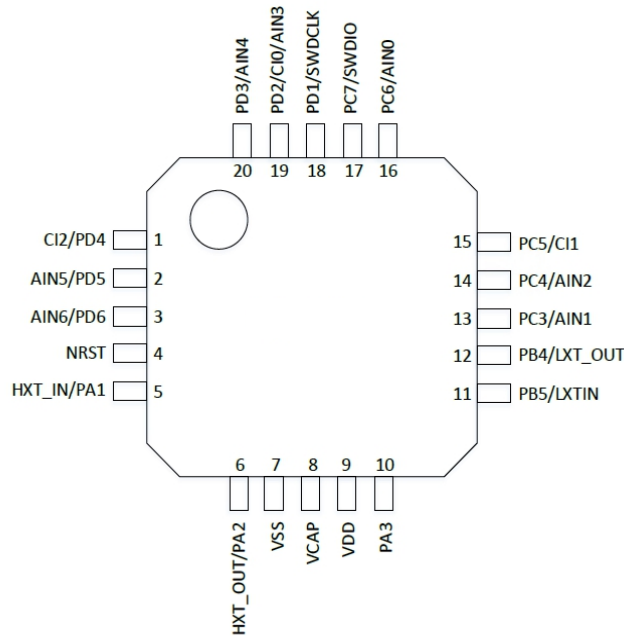 PD3/AIN4
PD2/CI0/AIN3
PD1/SWDCLK
PC7/SWDIO
PC6/AIN0
20 19 18 17 16
CI2/PD4 1
AIN5/PD5 2
AIN6/PD6 3
NRST 4
HXT_IN/PA1 5
15 PC5/CI1
14 PC4/AIN2
13 PC3/AIN1
12 PB4/LXT_OUT
11 PB5/LXTIN
6 7 8 9 10
HXT_OUT/PA2
VSS
VCAP
VDD
PA3